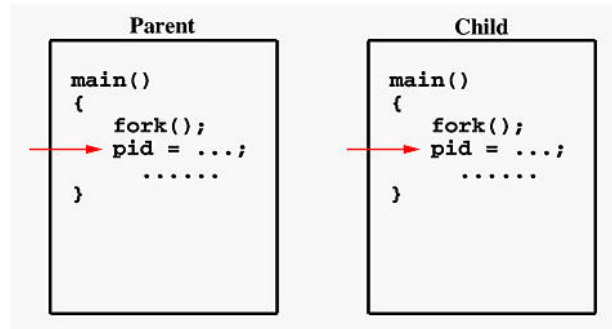 Parent
main()
{
fork();
pid = ...;
......
}
Child
main()
{
fork();
pid = ...;
......
}